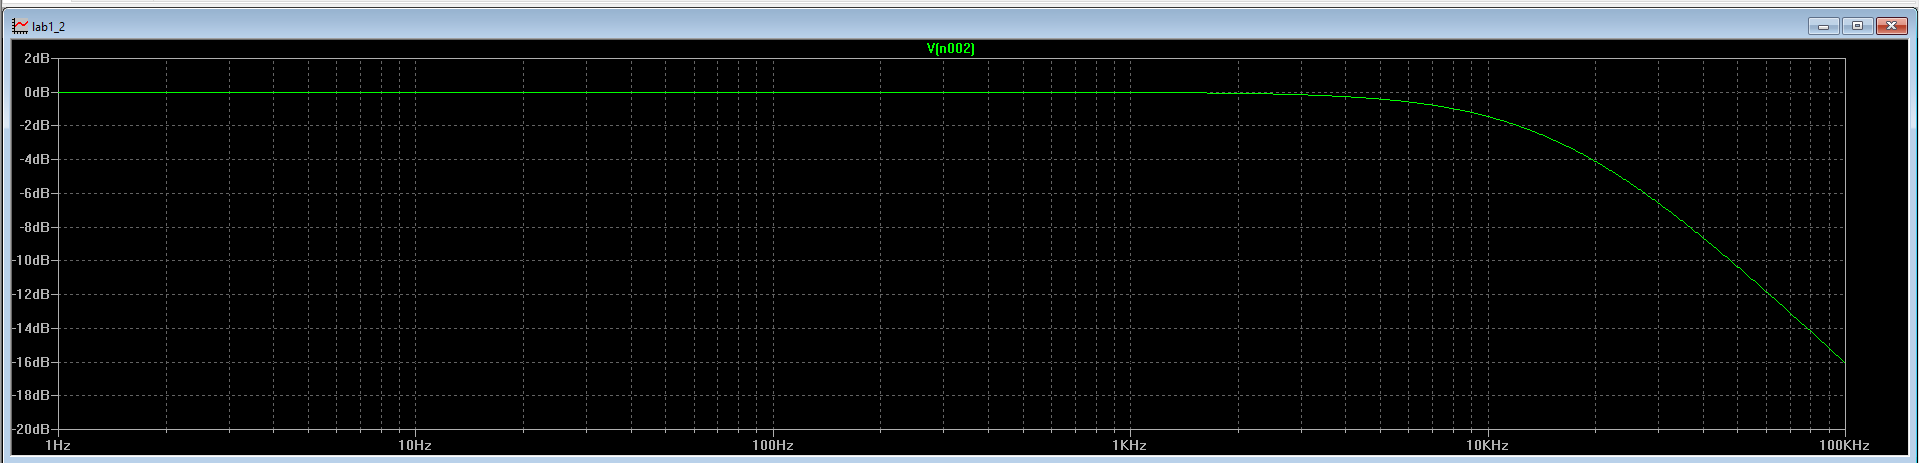 lab1_2
V(n002)
2dB
0dB
-2dB
-4dB
-6dB
-8dB
-10dB
-12dB
-14dB
-16dB
-18dB
-20dB
1Hz 10Hz 100Hz 1KHz 10KHz 100KHz